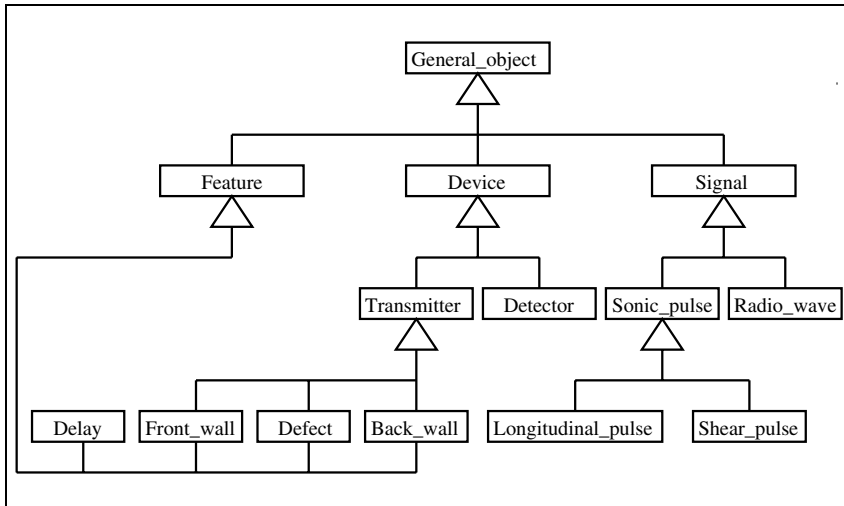 General_object
Feature
Device
Signal
Transmitter
Detector
Sonic_pulse
Radio_wave
Delay
Front_wall
Defect
Back_wall
Longitudinal_pulse
Shear_pulse